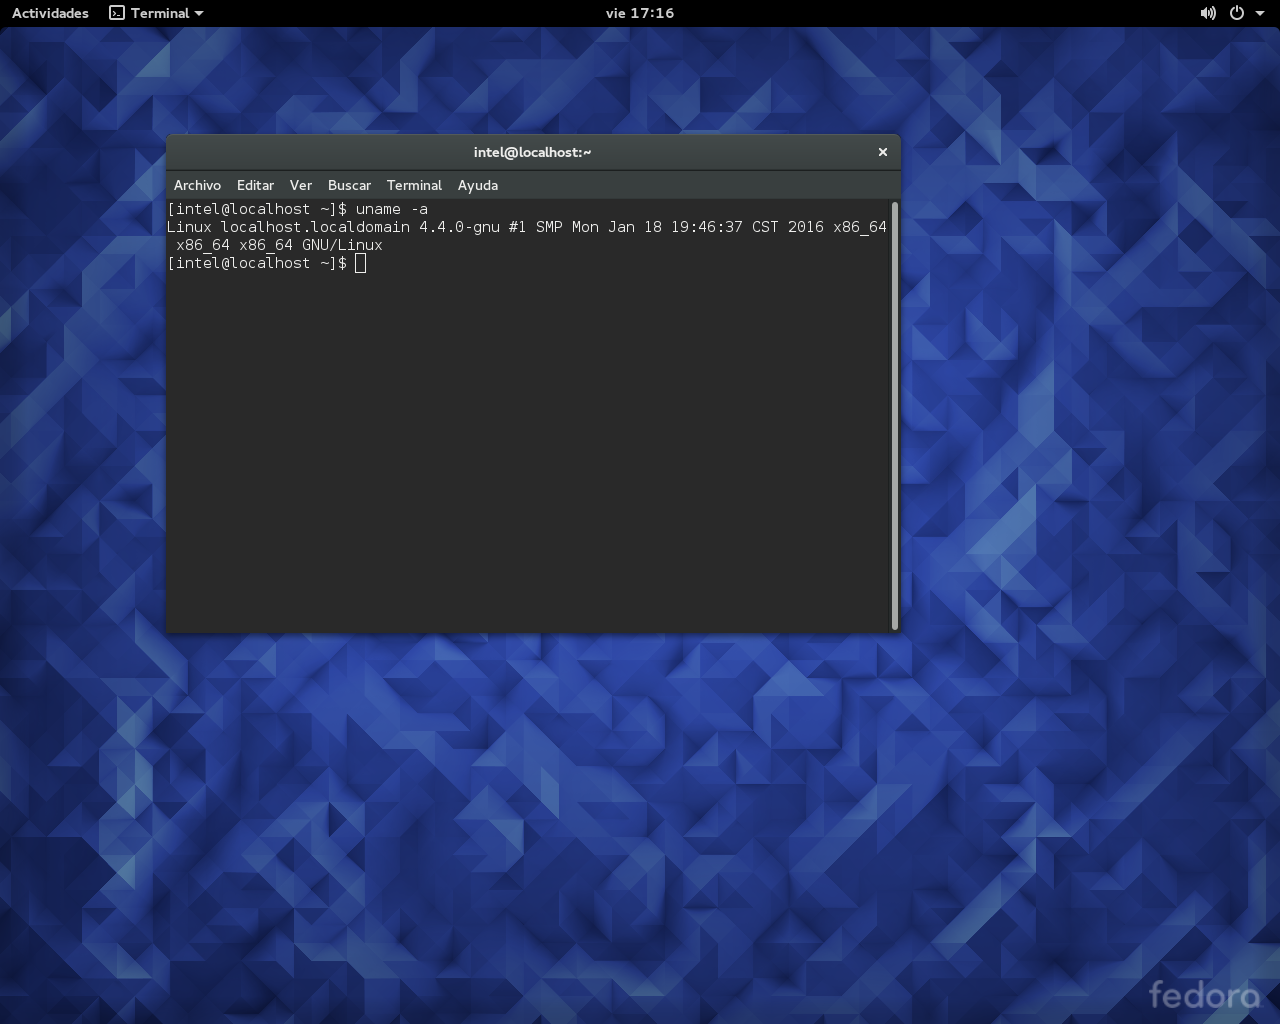 Actividades Terminal vie 17:16
intel@localhost:~
Archivo Editar Ver Buscar Terminal Ayuda
[intel@localhost ~]$ uname -a
Linux localhost.localdomain 4.4.0-gnu #1 SMP Mon Jan 18 19:46:37 CST 2016 x86_64
x86_64 x86_64 GNU/Linux
[intel@localhost ~]$
fedora